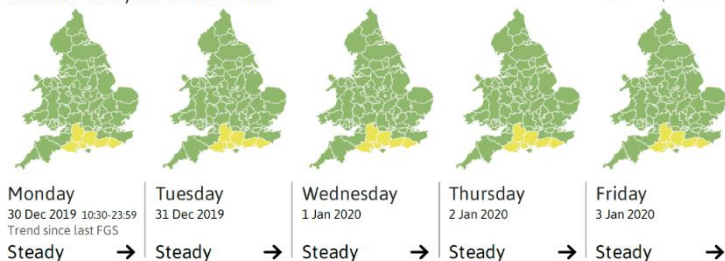 Monday
30 Dec 2019 10:30-23:59
Trend since last FGS
Steady →
Tuesday
31 Dec 2019
Steady →
Wednesday
1 Jan 2020
Steady →
Thursday
2 Jan 2020
Steady →
Friday
3 Jan 2020
Steady →